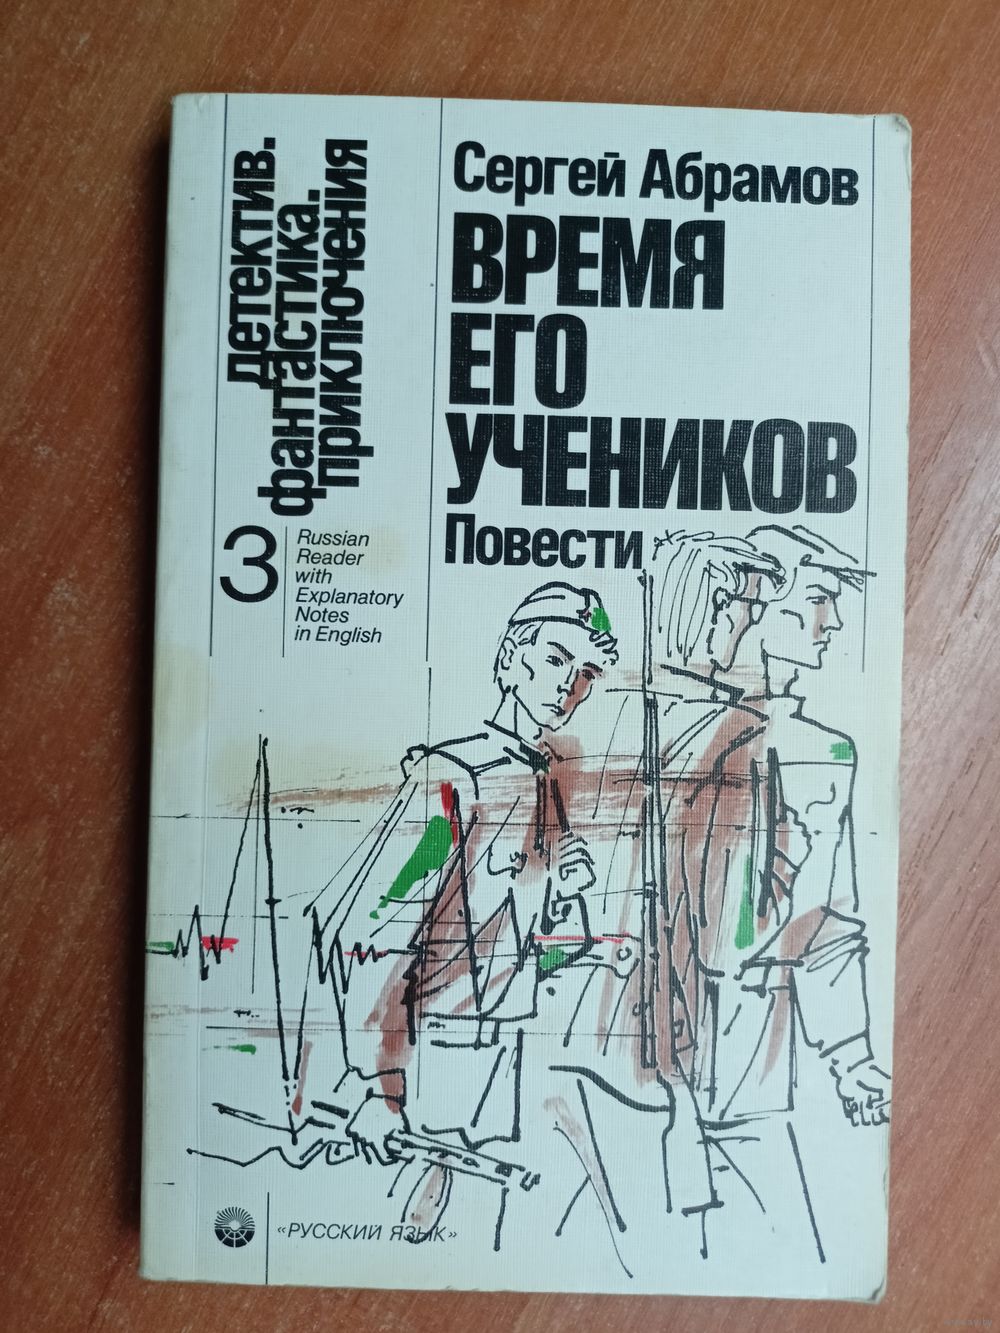 детектив.
фантастика.
приключения
3
Russian
Reader
with
Explanatory
Notes
in English
Сергей Абрамов
ВРЕМЯ
ЕГО
УЧЕНИКОВ
Повести
«РУССКИЙ ЯЗЫК»